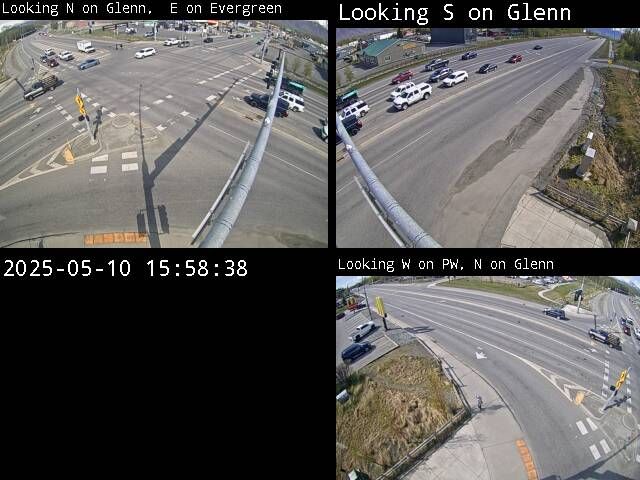 Looking N on Glenn,  E on Evergreen
Looking S on Glenn
2025-05-10 15:58:38
Looking W on PW, N on Glenn